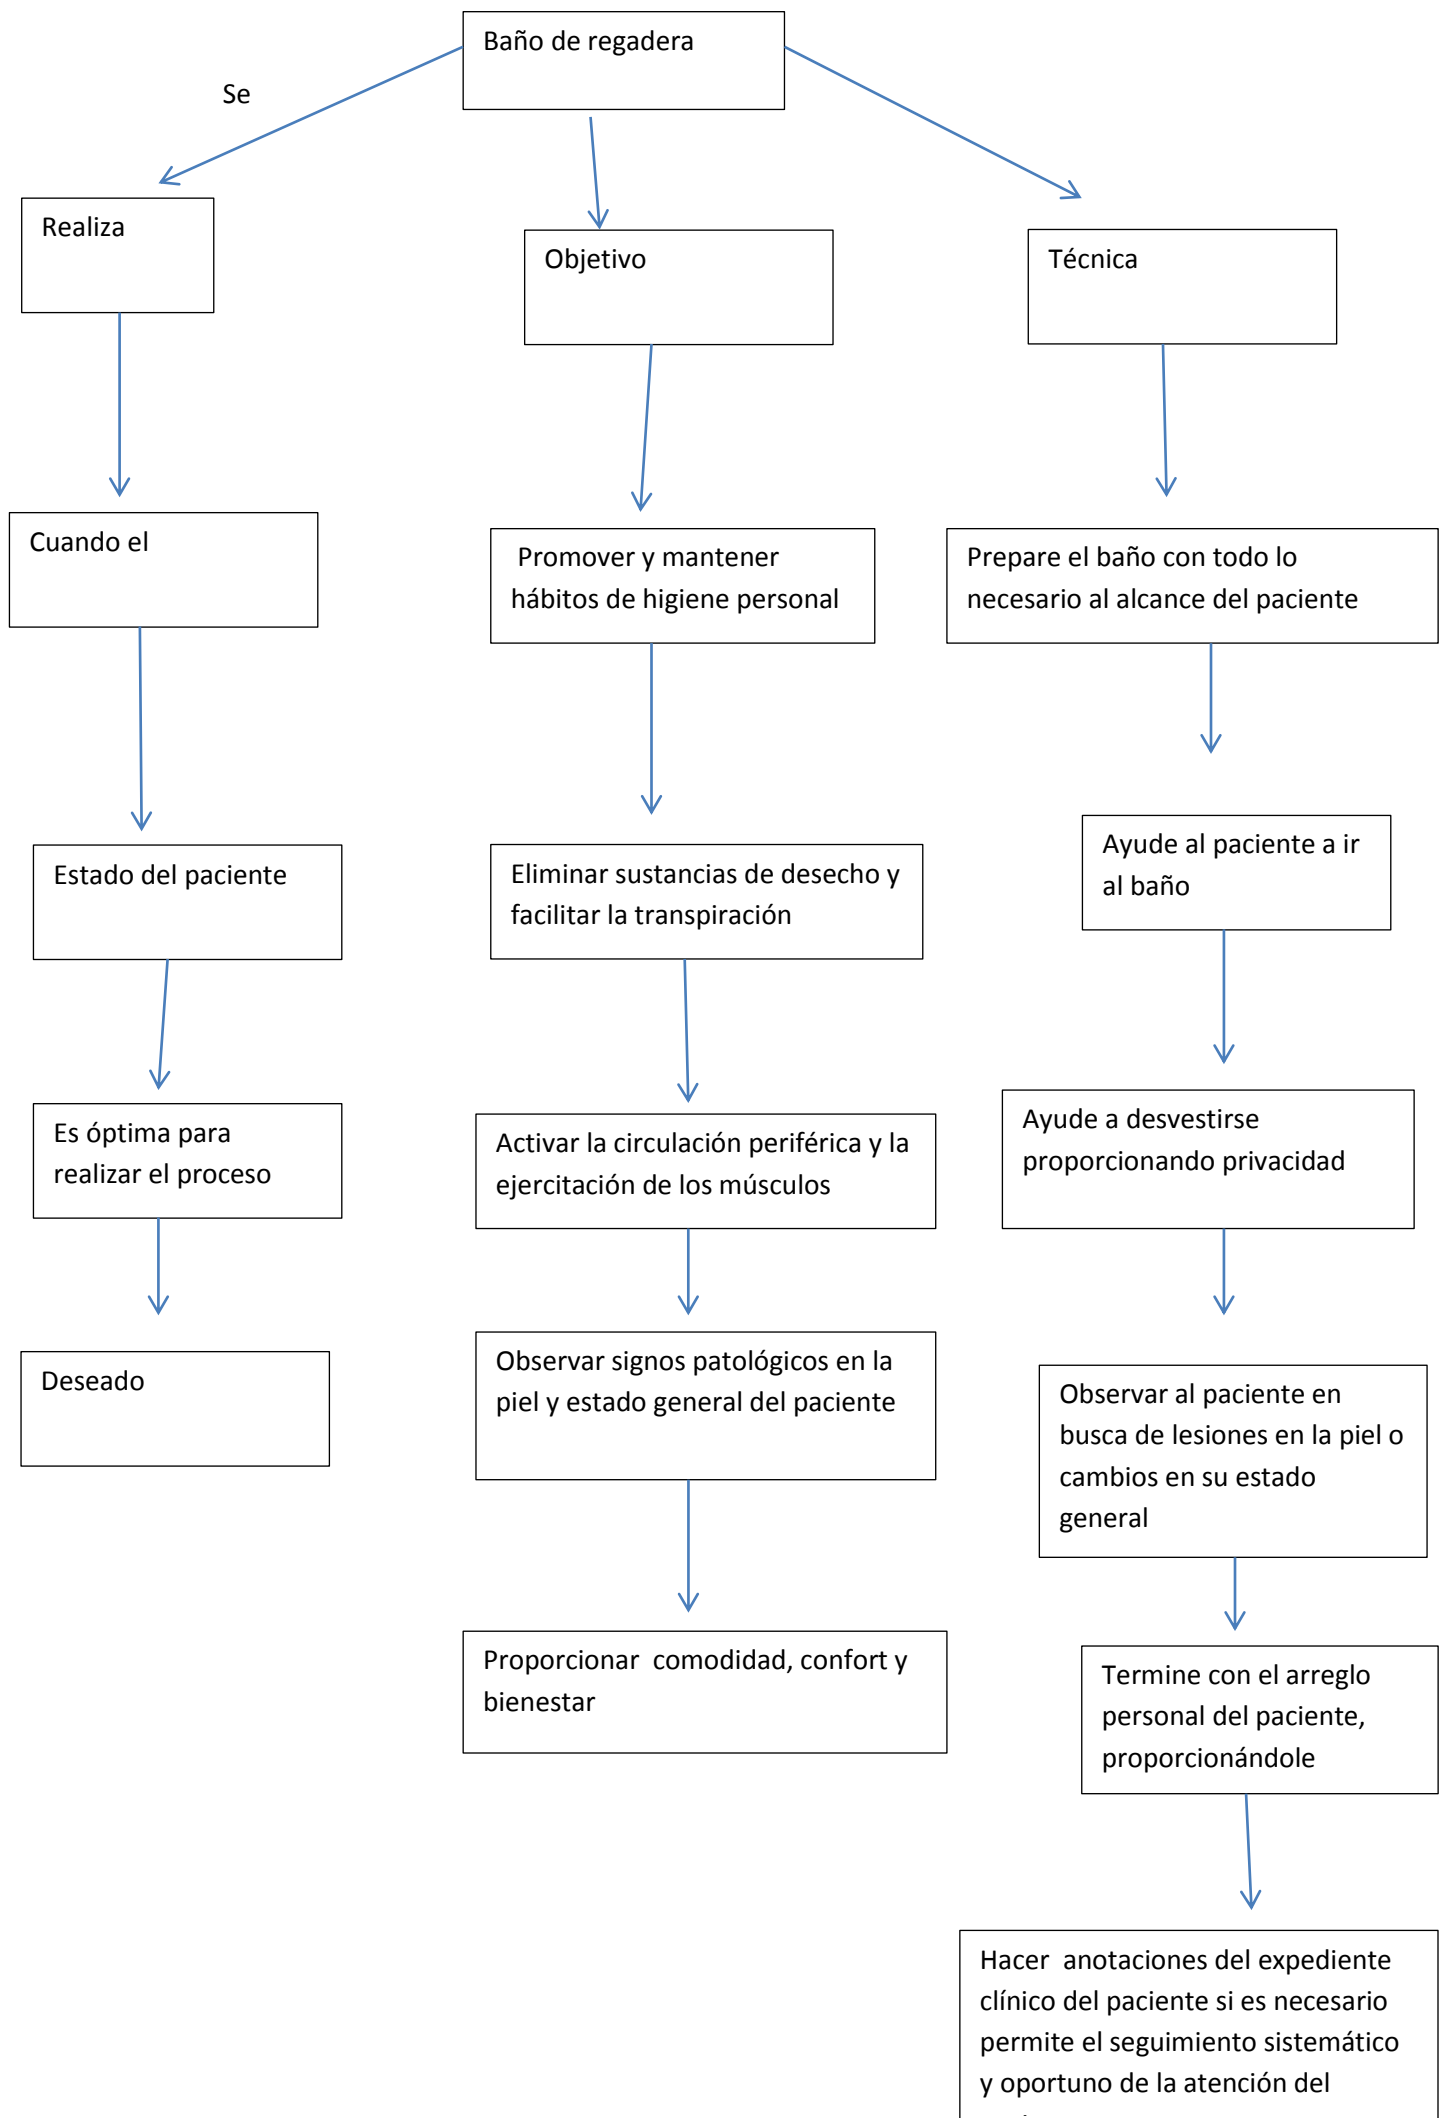 Baño de regadera
Se
Realiza
Cuando el
Estado del paciente
Es óptima para
realizar el proceso
Deseado
Objetivo
Promover y mantener
hábitos de higiene personal
Eliminar sustancias de desecho y
facilitar la transpiración
Activar la circulación periférica y la
ejercitación de los músculos
Observar signos patológicos en la
piel y estado general del paciente
Proporcionar comodidad, confort y
bienestar
Técnica
Prepare el baño con todo lo
necesario al alcance del paciente
Ayude al paciente a ir
al baño
Ayude a desvestirse
proporcionando privacidad
Observar al paciente en
busca de lesiones en la piel o
cambios en su estado
general
Termine con el arreglo
personal del paciente,
proporcionándole
Hacer anotaciones del expediente
clínico del paciente si es necesario
permite el seguimiento sistemático
y oportuno de la atención del